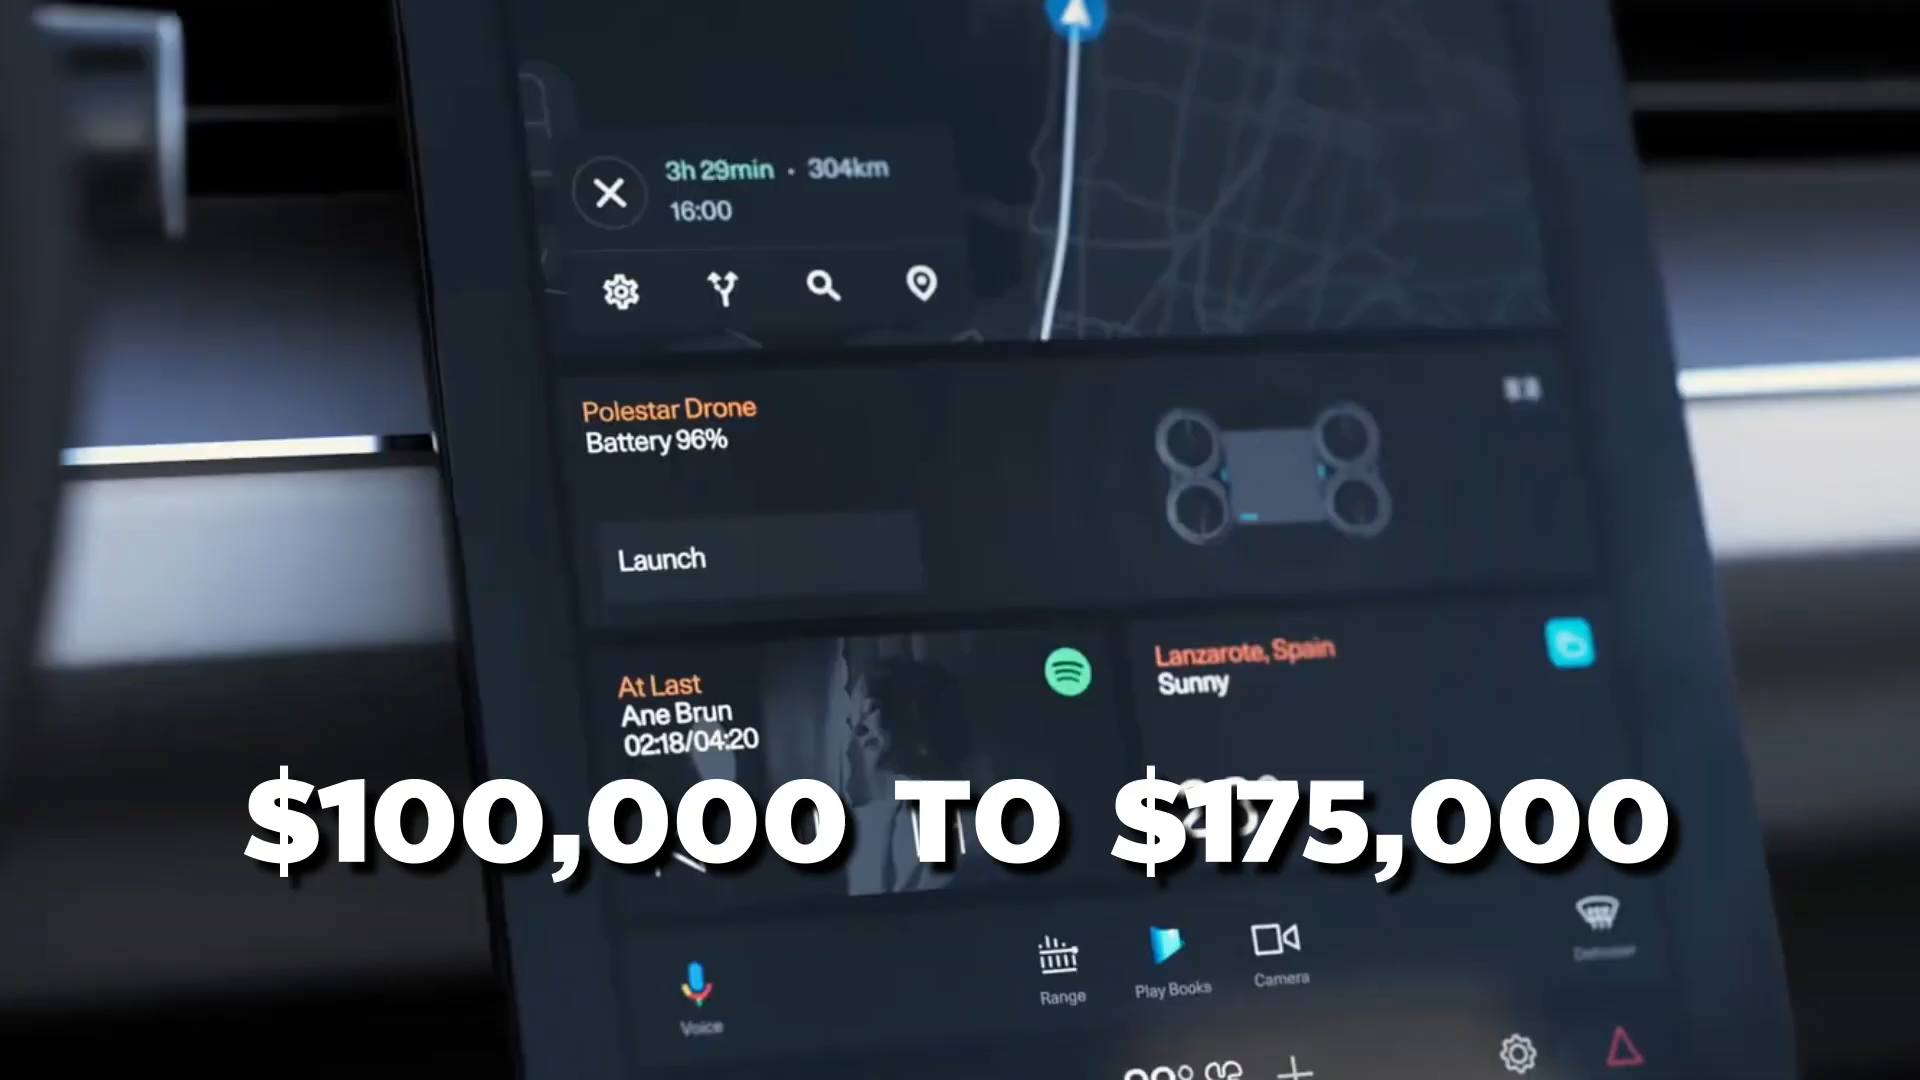 3h 29min · 304km
16:00
Polestar Drone
Battery 96%
Launch
At Last
Ane Brun
02:18/04:20
Lanzarote, Spain
Sunny
$100,000 TO $175,000
Range
Play Books
Camera
Voice